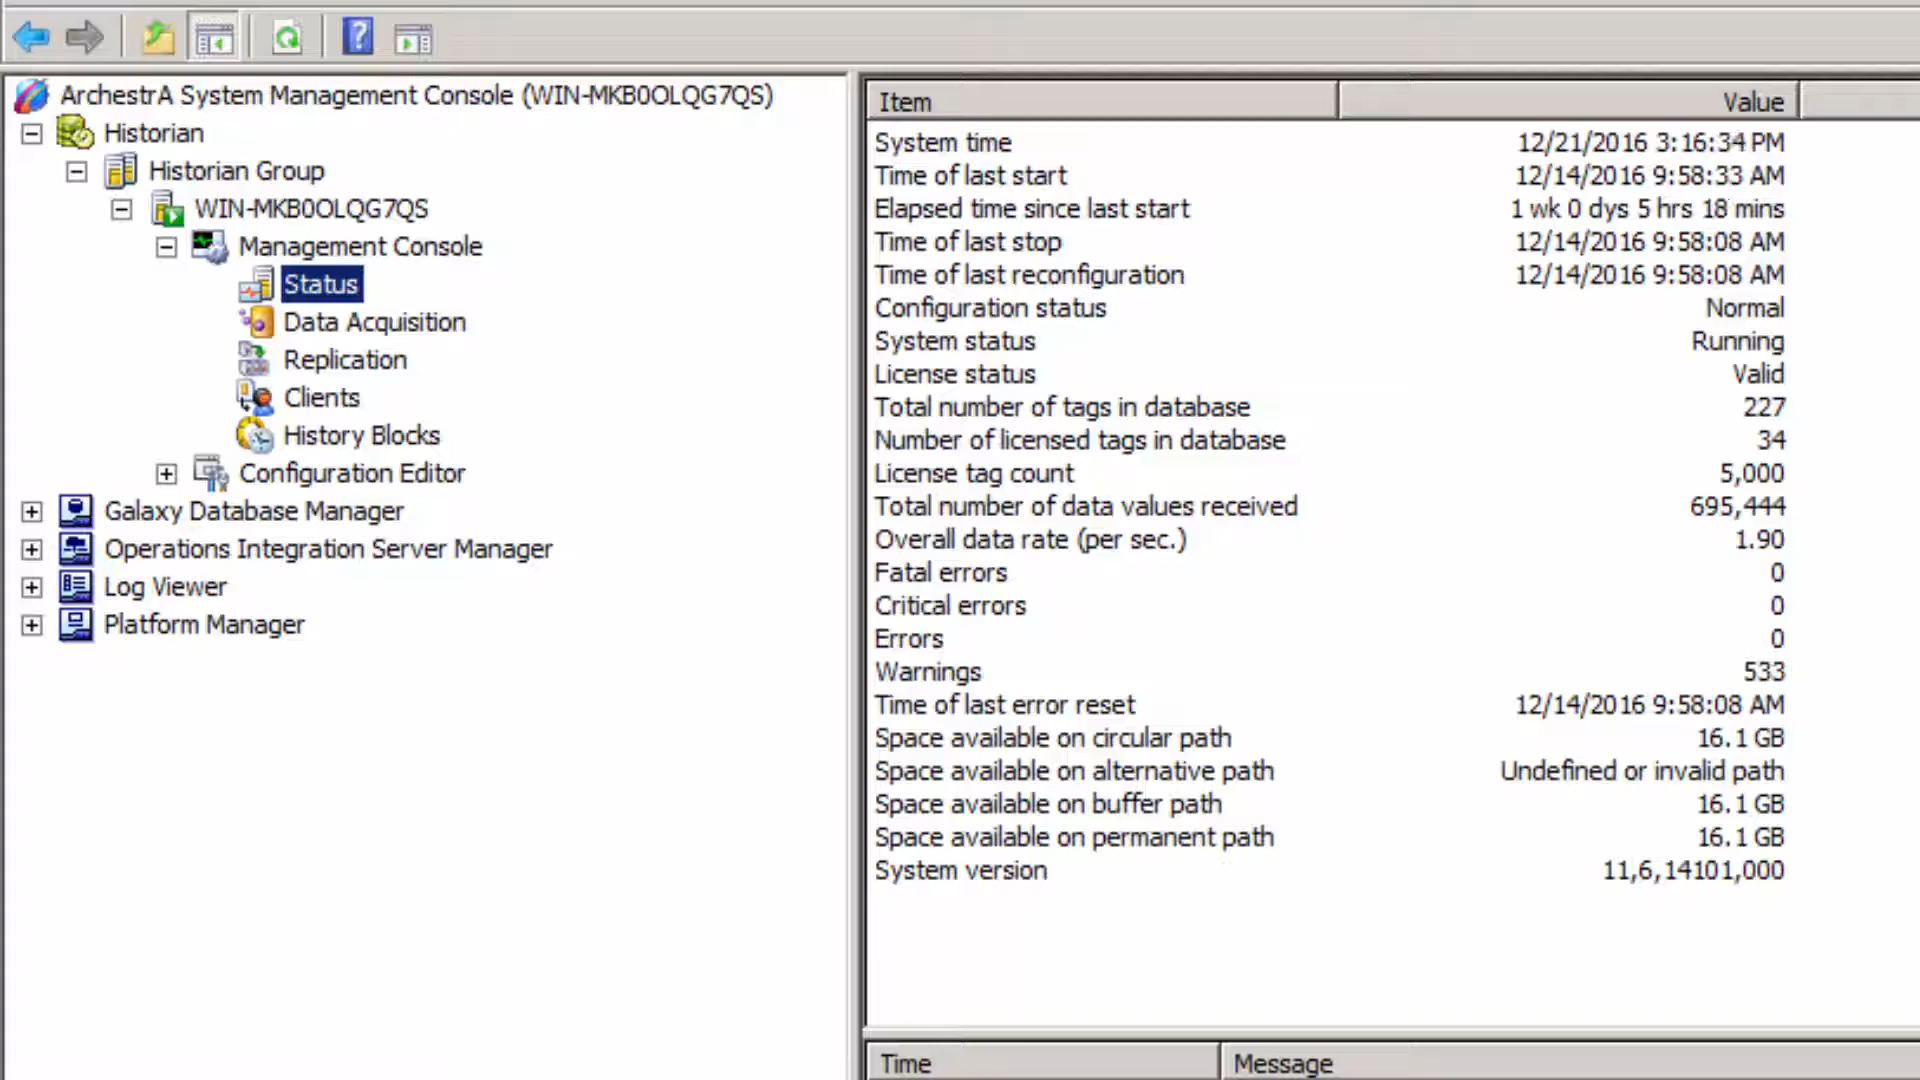 ArchestrA System Management Console (WIN-MKB0OLQG7QS)
Historian
Historian Group
WIN-MKB0OLQG7QS
Management Console
Status
Data Acquisition
Replication
Clients
History Blocks
Configuration Editor
Galaxy Database Manager
Operations Integration Server Manager
Log Viewer
Platform Manager
Item Value
System time 12/21/2016 3:16:34 PM
Time of last start 12/14/2016 9:58:33 AM
Elapsed time since last start 1 wk 0 dys 5 hrs 18 mins
Time of last stop 12/14/2016 9:58:08 AM
Time of last reconfiguration 12/14/2016 9:58:08 AM
Configuration status Normal
System status Running
License status Valid
Total number of tags in database 227
Number of licensed tags in database 34
License tag count 5,000
Total number of data values received 695,444
Overall data rate (per sec.) 1.90
Fatal errors 0
Critical errors 0
Errors 0
Warnings 533
Time of last error reset 12/14/2016 9:58:08 AM
Space available on circular path 16.1 GB
Space available on alternative path Undefined or invalid path
Space available on buffer path 16.1 GB
Space available on permanent path 16.1 GB
System version 11,6,14101,000
Time Message